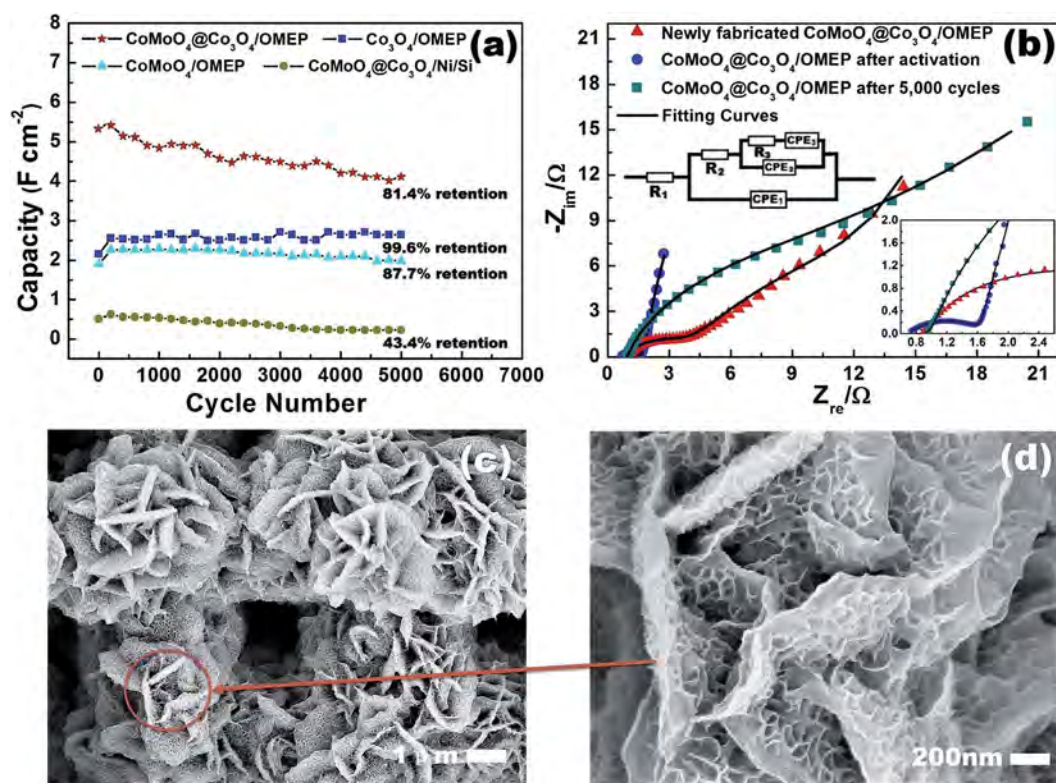 (a)
CoMoO₄@Co₃O₄/OMEP Co₃O₄/OMEP
CoMoO₄/OMEP CoMoO₄@Co₃O₄/Ni/Si
8
7
6
5
4
3
2
1
0
Capacity (F cm⁻²)
81.4% retention
99.6% retention
87.7% retention
43.4% retention
0 1000 2000 3000 4000 5000 6000 7000
Cycle Number
(b)
Newly fabricated CoMoO₄@Co₃O₄/OMEP
CoMoO₄@Co₃O₄/OMEP after activation
CoMoO₄@Co₃O₄/OMEP after 5,000 cycles
Fitting Curves
18
15
12
9
6
3
0
-Zim/Ω
R₁
R₂
R₃
CPE₃
CPE₂
CPE₁
2.0
1.6
1.2
0.8
0.4
0.0
0.8 1.2 1.6 2.0 2.4
0 3 6 9 12 15 18 21
Zre/Ω
(c)
(d)
200nm